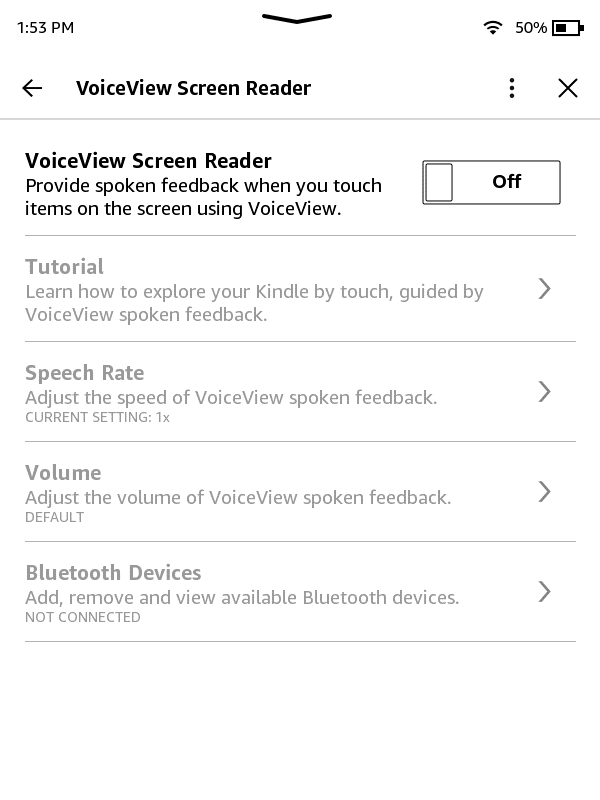 1:53 PM
50%
VoiceView Screen Reader
VoiceView Screen Reader
Provide spoken feedback when you touch
items on the screen using VoiceView.
Off
Tutorial
Learn how to explore your Kindle by touch, guided by
VoiceView spoken feedback.
Speech Rate
Adjust the speed of VoiceView spoken feedback.
CURRENT SETTING: 1x
Volume
Adjust the volume of VoiceView spoken feedback.
DEFAULT
Bluetooth Devices
Add, remove and view available Bluetooth devices.
NOT CONNECTED